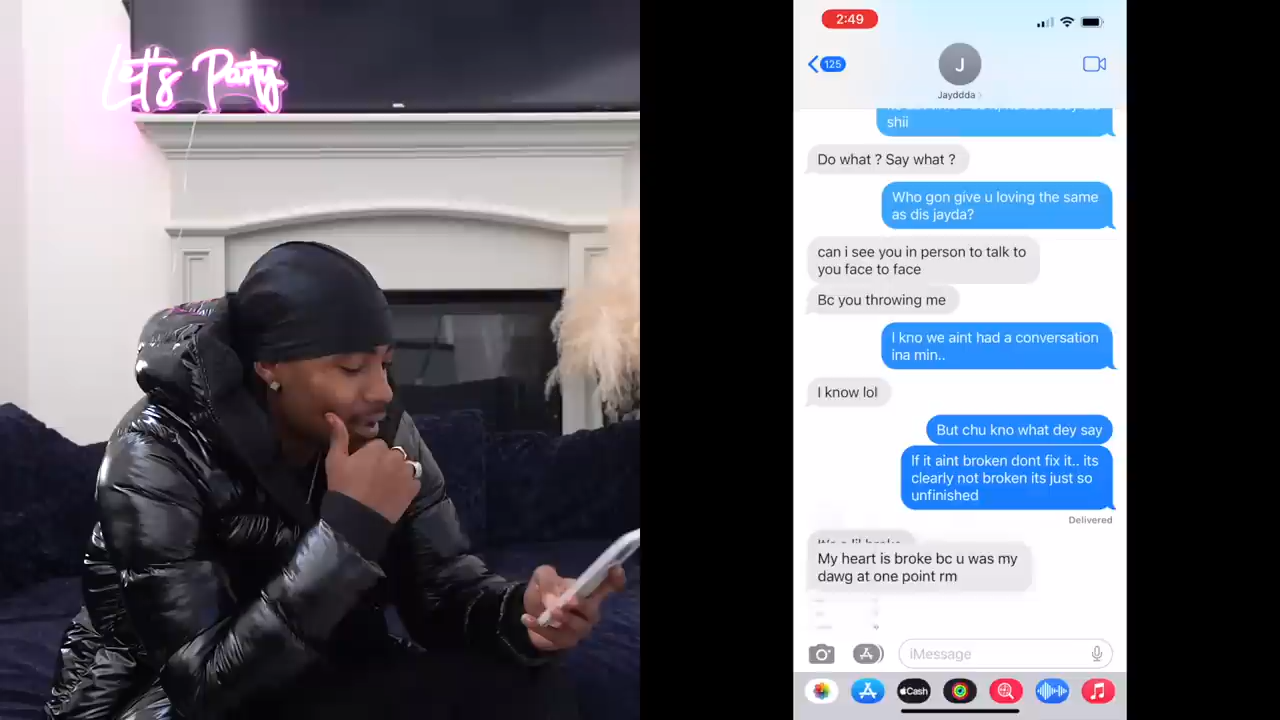 Let's Party
2:49
125
J
Jayddda
shii
Do what ? Say what ?
Who gon give u loving the same
as dis jayda?
can i see you in person to talk to
you face to face
Bc you throwing me
I kno we aint had a conversation
ina min..
I know lol
But chu kno what dey say
If it aint broken dont fix it.. its
clearly not broken its just so
unfinished
Delivered
My heart is broke bc u was my
dawg at one point rm
iMessage
Cash